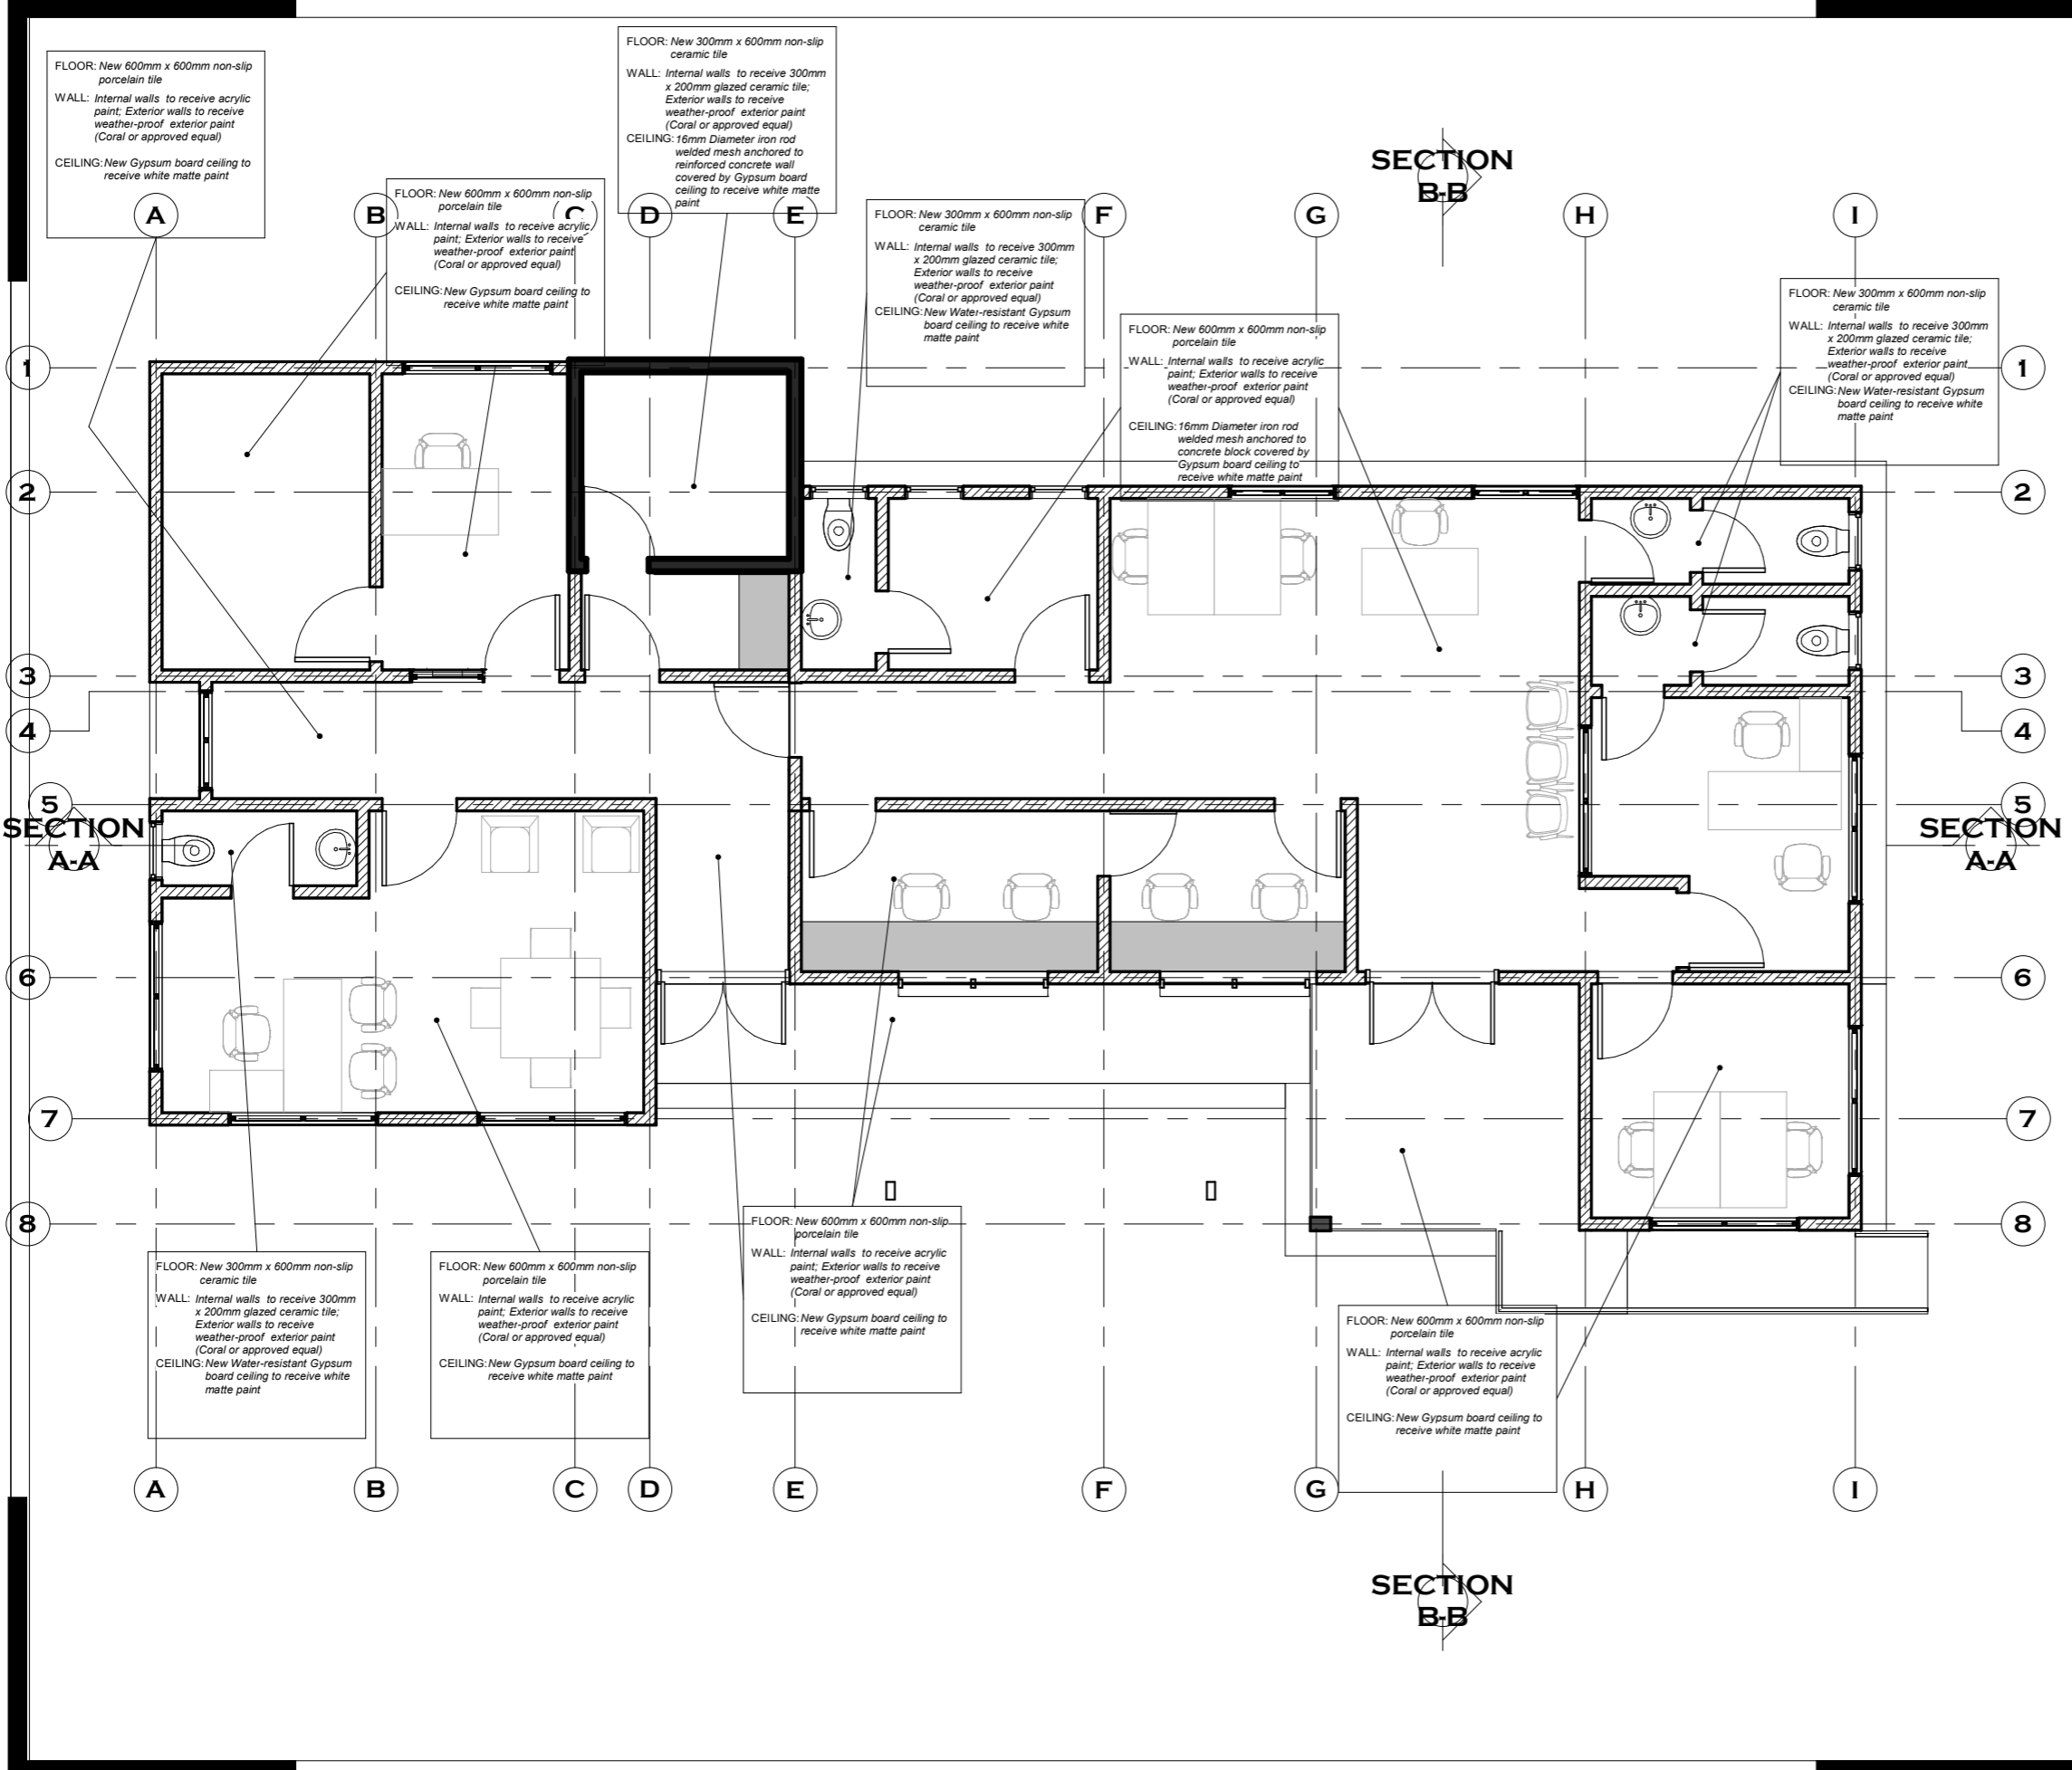 FLOOR: New 600mm x 600mm non-slip
porcelain tile
WALL: Internal walls to receive acrylic
paint; Exterior walls to receive
weather-proof exterior paint
(Coral or approved equal)
CEILING: New Gypsum board ceiling to
receive white matte paint
FLOOR: New 600mm x 600mm non-slip
porcelain tile
WALL: Internal walls to receive acrylic
paint; Exterior walls to receive
weather-proof exterior paint
(Coral or approved equal)
CEILING: New Gypsum board ceiling to
receive white matte paint
FLOOR: New 300mm x 600mm non-slip
ceramic tile
WALL: Internal walls to receive 300mm
x 200mm glazed ceramic tile;
Exterior walls to receive
weather-proof exterior paint
(Coral or approved equal)
CEILING: 16mm Diameter iron rod
welded mesh anchored to
reinforced concrete wall
covered by Gypsum board
ceiling to receive white matte
paint
FLOOR: New 300mm x 600mm non-slip
ceramic tile
WALL: Internal walls to receive 300mm
x 200mm glazed ceramic tile;
Exterior walls to receive
weather-proof exterior paint
(Coral or approved equal)
CEILING: New Water-resistant Gypsum
board ceiling to receive white
matte paint
FLOOR: New 600mm x 600mm non-slip
porcelain tile
WALL: Internal walls to receive acrylic
paint; Exterior walls to receive
weather-proof exterior paint
(Coral or approved equal)
CEILING: 16mm Diameter iron rod
welded mesh anchored to
concrete block covered by
Gypsum board ceiling to
receive white matte paint
SECTION
B-B
FLOOR: New 300mm x 600mm non-slip
ceramic tile
WALL: Internal walls to receive 300mm
x 200mm glazed ceramic tile;
Exterior walls to receive
weather-proof exterior paint
(Coral or approved equal)
CEILING: New Water-resistant Gypsum
board ceiling to receive white
matte paint
A B C D E F G H I
1 1
2 2
3 3
4 4
5 5
SECTION
A-A
SECTION
A-A
6 6
7 7
8 8
FLOOR: New 300mm x 600mm non-slip
ceramic tile
WALL: Internal walls to receive 300mm
x 200mm glazed ceramic tile;
Exterior walls to receive
weather-proof exterior paint
(Coral or approved equal)
CEILING: New Water-resistant Gypsum
board ceiling to receive white
matte paint
FLOOR: New 600mm x 600mm non-slip
porcelain tile
WALL: Internal walls to receive acrylic
paint; Exterior walls to receive
weather-proof exterior paint
(Coral or approved equal)
CEILING: New Gypsum board ceiling to
receive white matte paint
FLOOR: New 600mm x 600mm non-slip
porcelain tile
WALL: Internal walls to receive acrylic
paint; Exterior walls to receive
weather-proof exterior paint
(Coral or approved equal)
CEILING: New Gypsum board ceiling to
receive white matte paint
FLOOR: New 600mm x 600mm non-slip
porcelain tile
WALL: Internal walls to receive acrylic
paint; Exterior walls to receive
weather-proof exterior paint
(Coral or approved equal)
CEILING: New Gypsum board ceiling to
receive white matte paint
A B C D E F G H I
SECTION
B-B